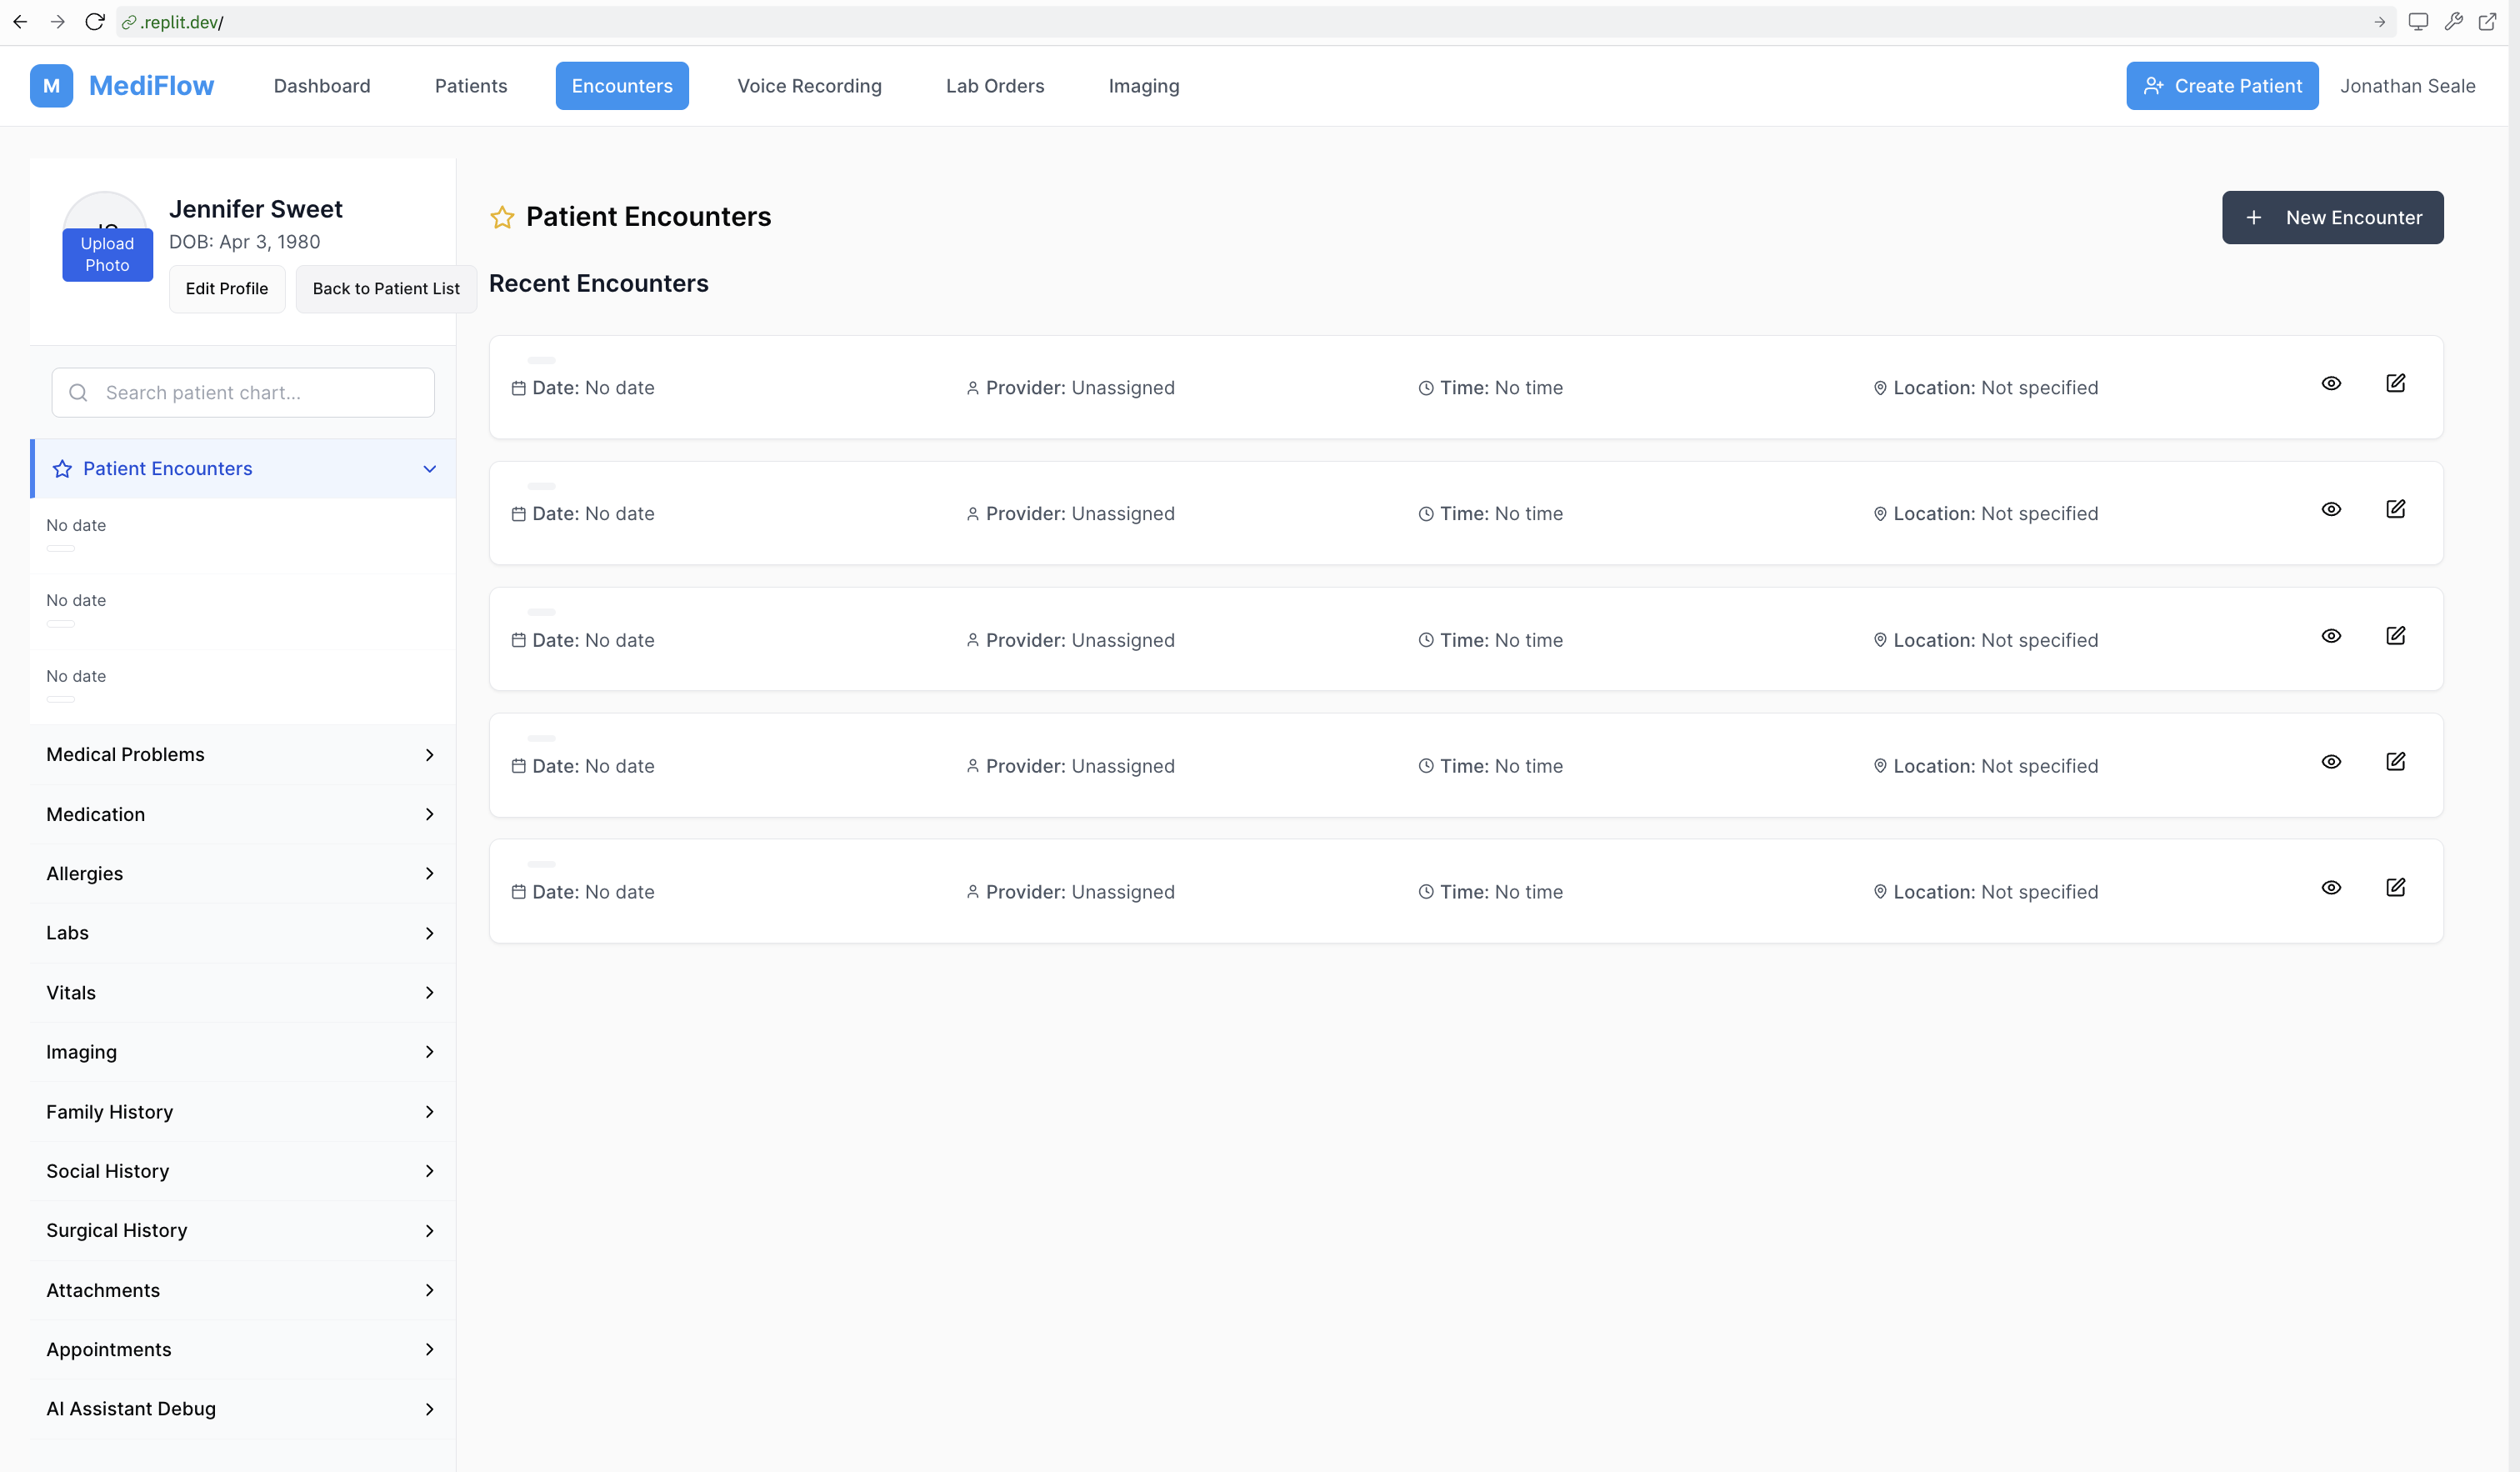 .replit.dev/
M MediFlow Dashboard Patients Encounters Voice Recording Lab Orders Imaging Create Patient Jonathan Seale
Jennifer Sweet
DOB: Apr 3, 1980
Upload
Photo
Edit Profile Back to Patient List
Search patient chart...
Patient Encounters
No date
No date
No date
Medical Problems
Medication
Allergies
Labs
Vitals
Imaging
Family History
Social History
Surgical History
Attachments
Appointments
AI Assistant Debug
Patient Encounters New Encounter
Recent Encounters
Date: No date Provider: Unassigned Time: No time Location: Not specified
Date: No date Provider: Unassigned Time: No time Location: Not specified
Date: No date Provider: Unassigned Time: No time Location: Not specified
Date: No date Provider: Unassigned Time: No time Location: Not specified
Date: No date Provider: Unassigned Time: No time Location: Not specified